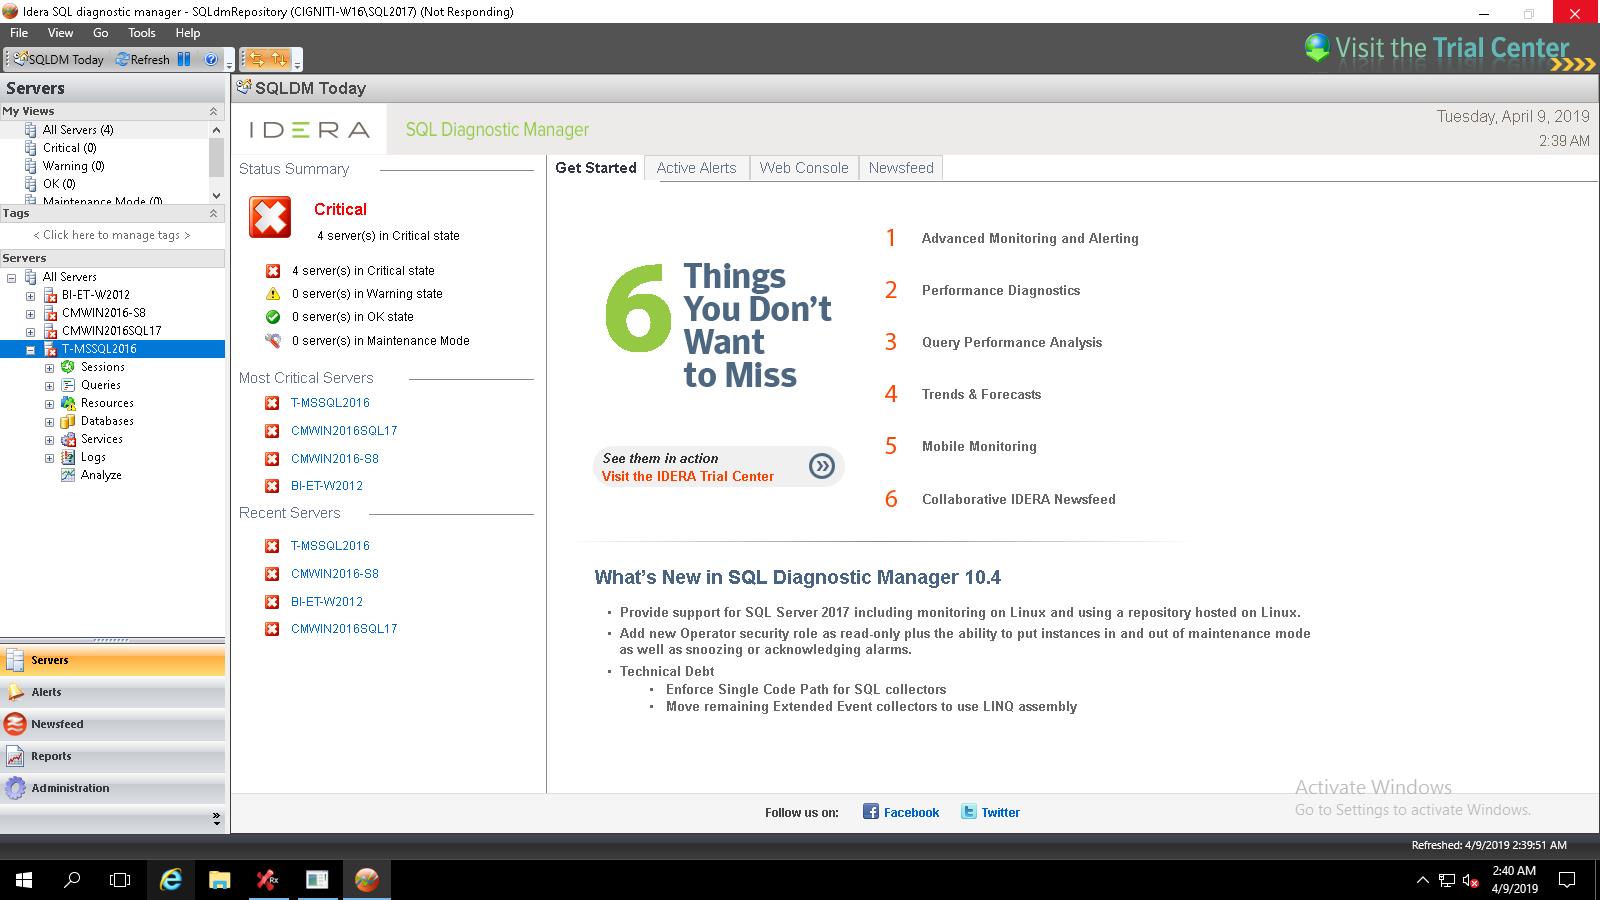 Idera SQL diagnostic manager - SQLdmRepository (CIGNITI-W16\SQL2017) (Not Responding)
File View Go Tools Help
SQLDM Today Refresh
Visit the Trial Center
Servers
My Views
All Servers (4)
Critical (0)
Warning (0)
OK (0)
Maintenance Mode (0)
Tags
< Click here to manage tags >
Servers
All Servers
BI-ET-W2012
CMWIN2016-S8
CMWIN2016SQL17
T-MSSQL2016
Sessions
Queries
Resources
Databases
Services
Logs
Analyze
Servers
Alerts
Newsfeed
Reports
Administration
SQLDM Today
IDERA SQL Diagnostic Manager
Tuesday, April 9, 2019
2:39 AM
Status Summary
Critical
4 server(s) in Critical state
4 server(s) in Critical state
0 server(s) in Warning state
0 server(s) in OK state
0 server(s) in Maintenance Mode
Most Critical Servers
T-MSSQL2016
CMWIN2016SQL17
CMWIN2016-S8
BI-ET-W2012
Recent Servers
T-MSSQL2016
CMWIN2016-S8
BI-ET-W2012
CMWIN2016SQL17
Get Started Active Alerts Web Console Newsfeed
6 Things
You Don't
Want
to Miss
See them in action
Visit the IDERA Trial Center
1 Advanced Monitoring and Alerting
2 Performance Diagnostics
3 Query Performance Analysis
4 Trends & Forecasts
5 Mobile Monitoring
6 Collaborative IDERA Newsfeed
What's New in SQL Diagnostic Manager 10.4
• Provide support for SQL Server 2017 including monitoring on Linux and using a repository hosted on Linux.
• Add new Operator security role as read-only plus the ability to put instances in and out of maintenance mode
as well as snoozing or acknowledging alarms.
• Technical Debt
• Enforce Single Code Path for SQL collectors
• Move remaining Extended Event collectors to use LINQ assembly
Activate Windows
Go to Settings to activate Windows.
Follow us on: Facebook Twitter
Refreshed: 4/9/2019 2:39:51 AM
2:40 AM
4/9/2019